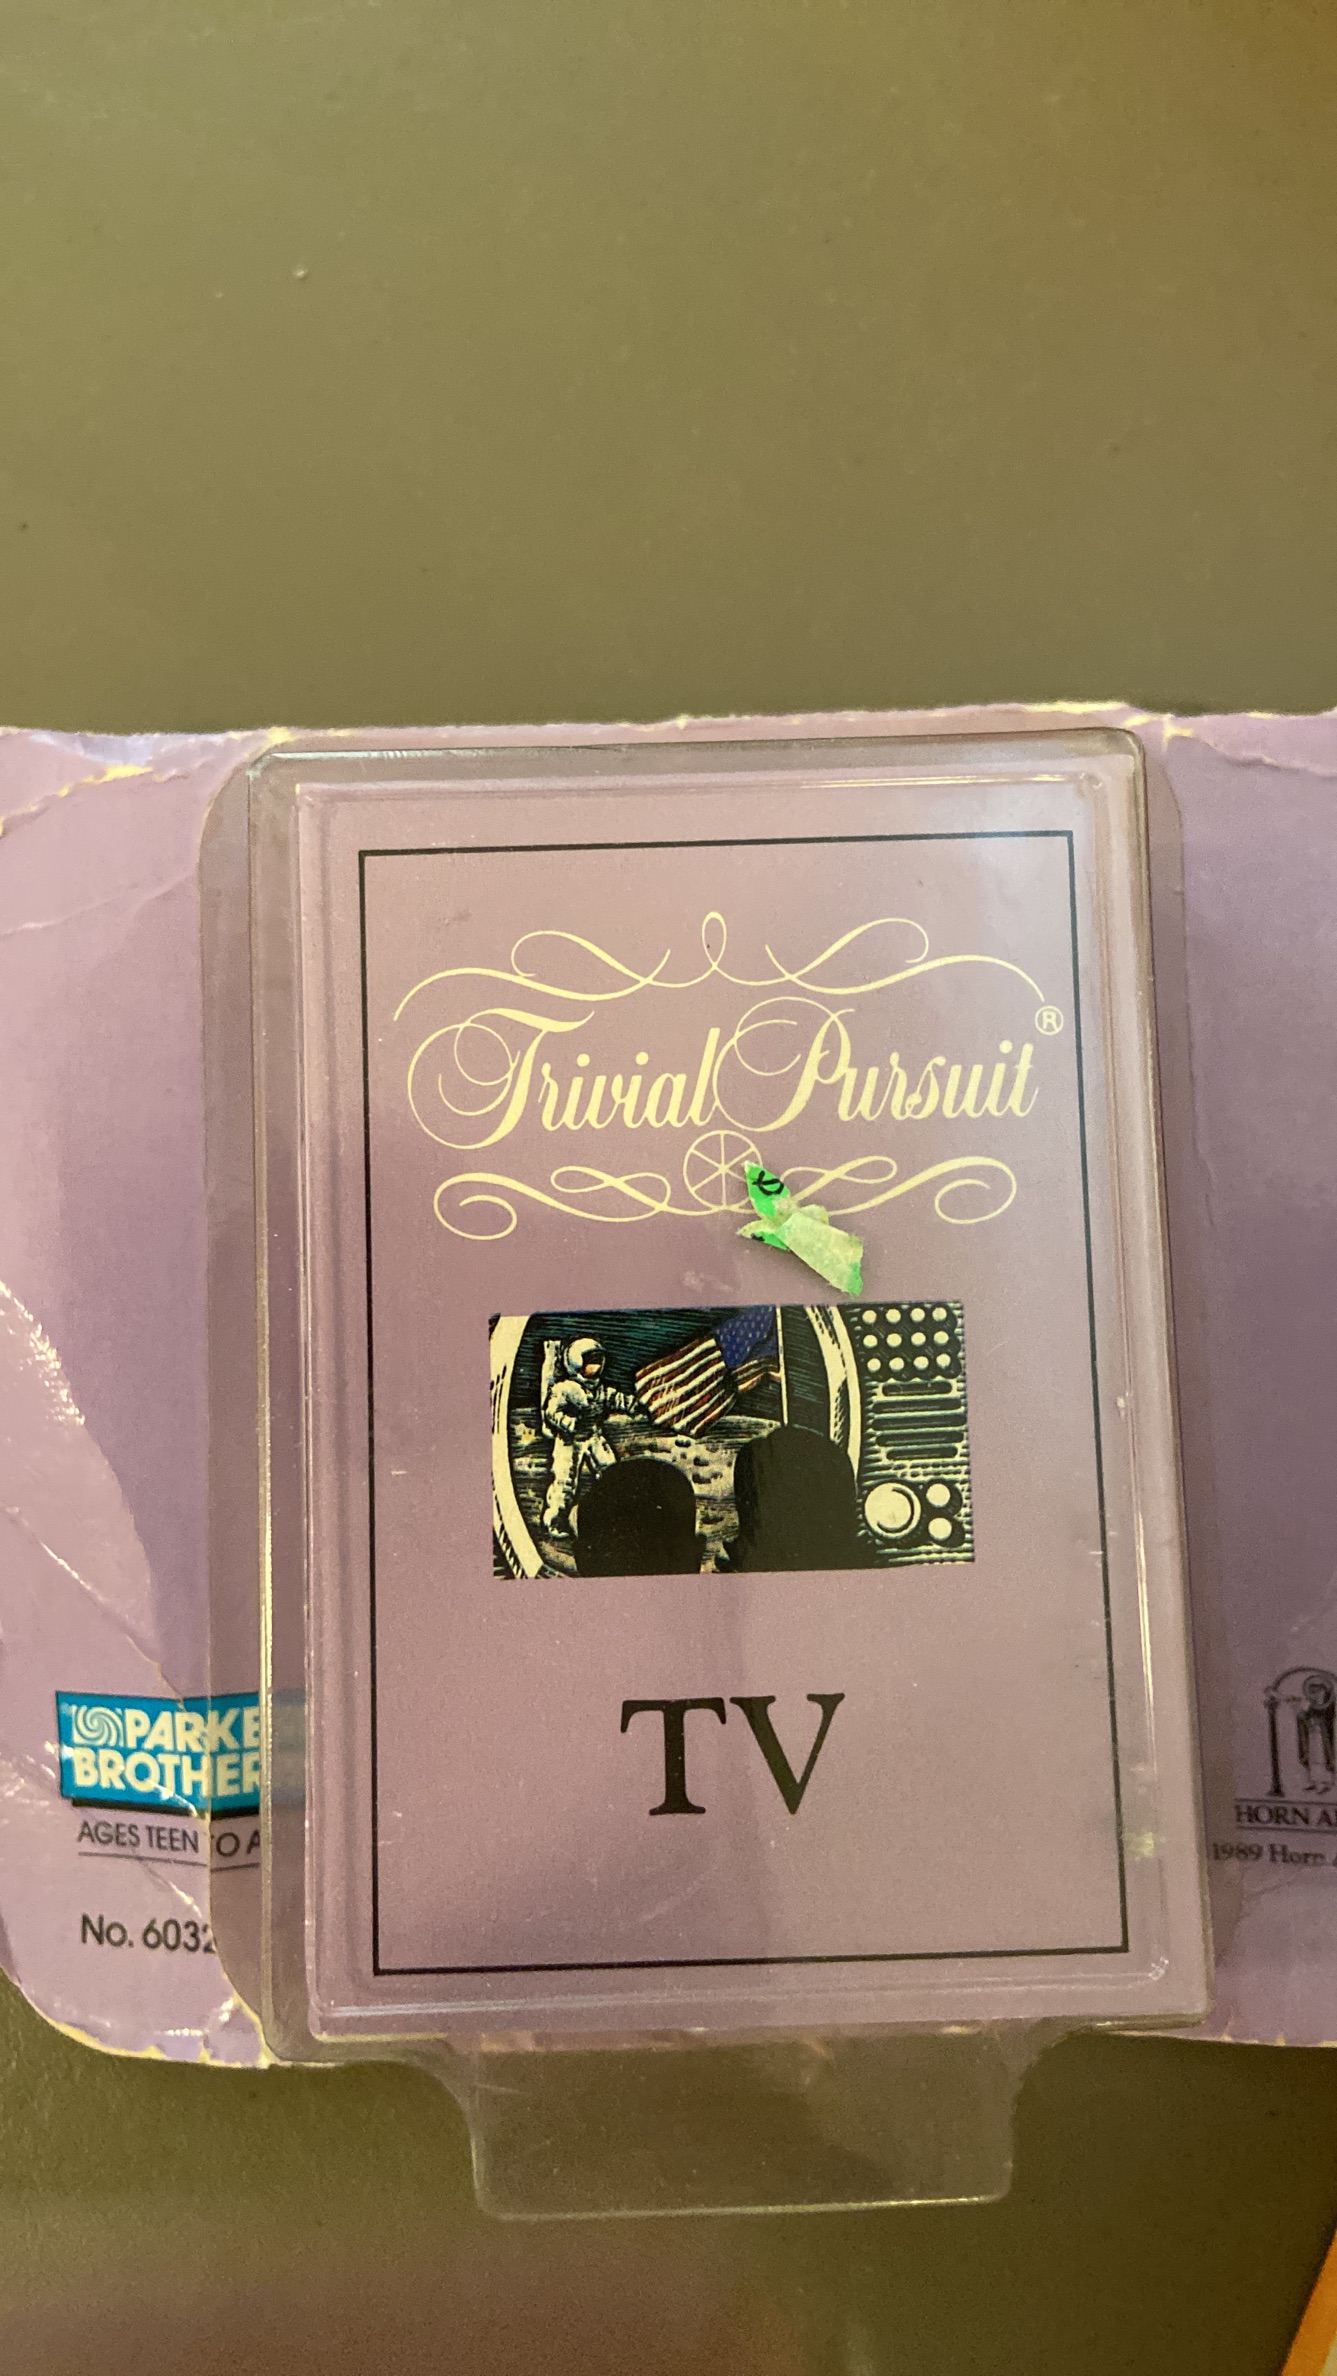 Trivial Pursuit®
TV
PARKE
BROTHER
AGES TEEN TO A
No. 6032
HORN A
1989 Horn